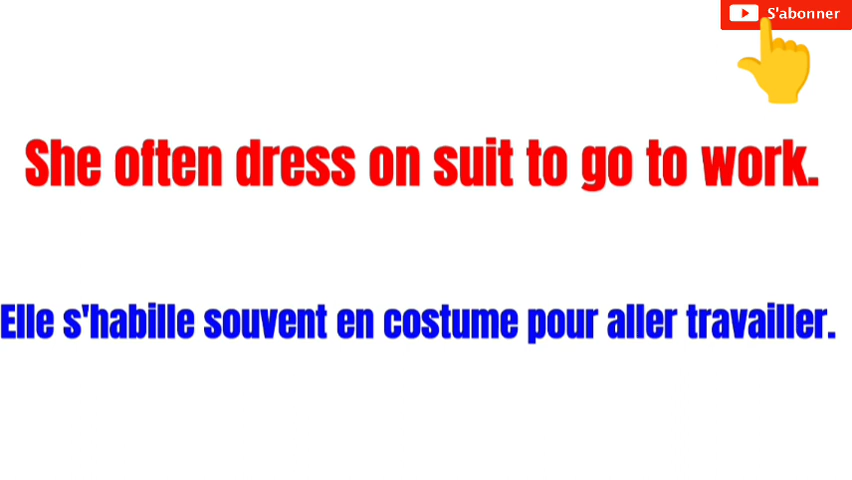 S'abonner
She often dress on suit to go to work.
Elle s'habille souvent en costume pour aller travailler.